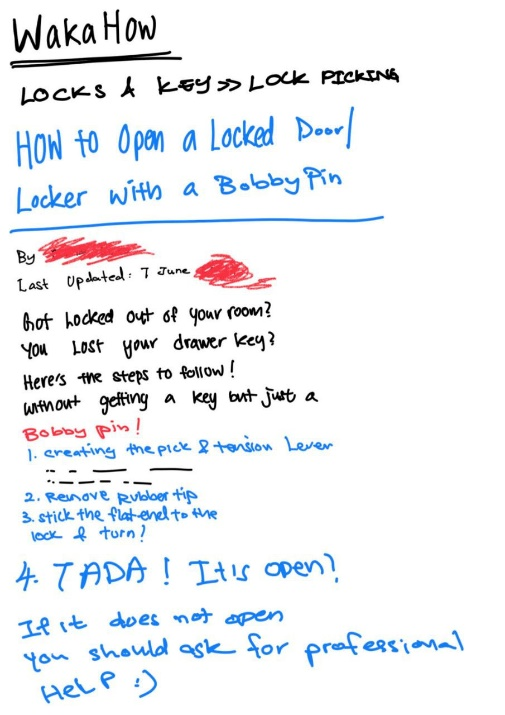 WakaHow
LOCKS & KEY >> LOCK PICKING
HOW to Open a Locked Door/
Locker with a Bobby Pin
By
Last Updated: 7 June
Got Locked out of your room?
You Lost your drawer key?
Here's the steps to follow!
without getting a key but just a
Bobby pin!
1. creating the pick & tension Lever
2. Remove Rubber tip
3. stick the flat end to the
lock & turn!
4. TADA! It is open?
If it does not open
you should ask for professional
HeLP :)